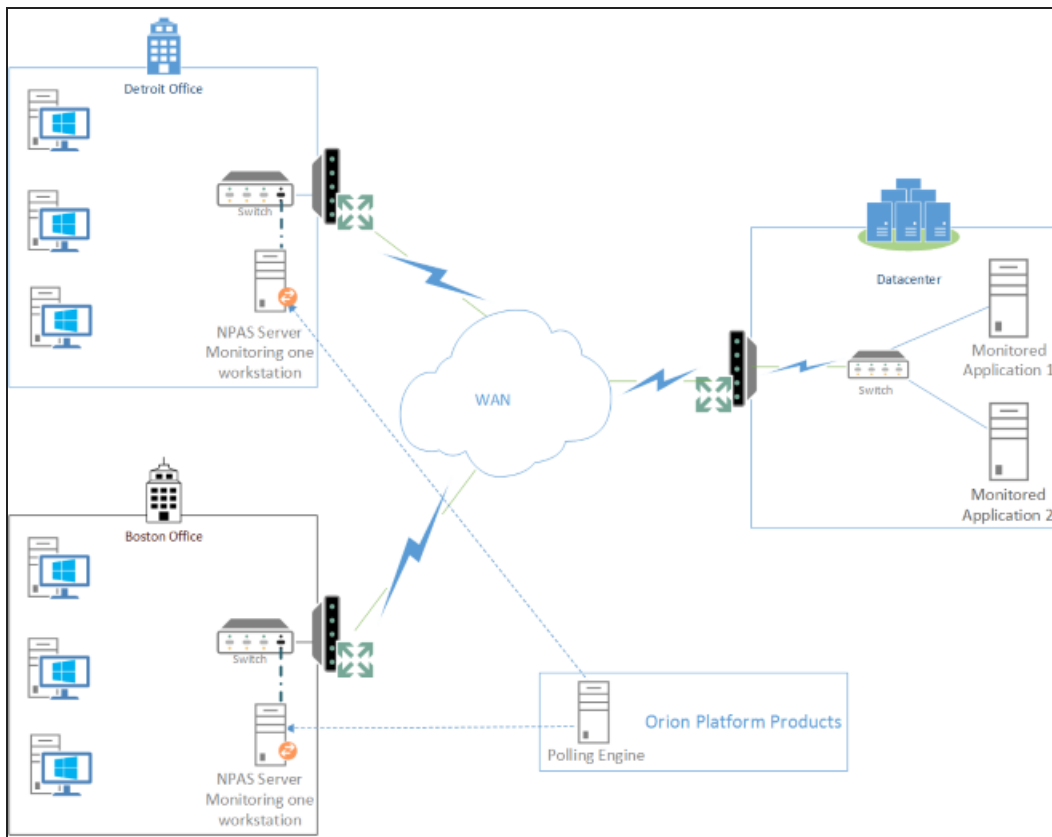 Detroit Office
Switch
NPAS Server
Monitoring one
workstation
WAN
Datacenter
Switch
Monitored
Application 1
Monitored
Application 2
Boston Office
Switch
NPAS Server
Monitoring one
workstation
Orion Platform Products
Polling Engine